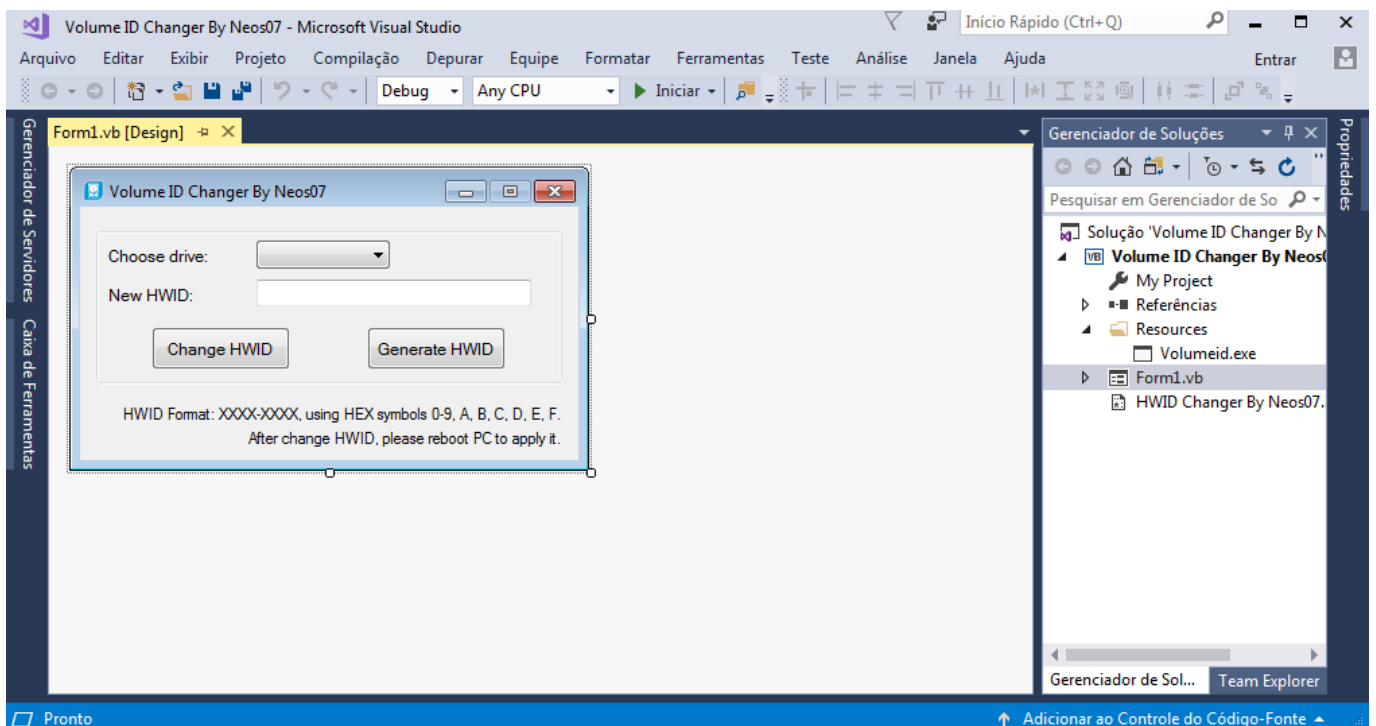 Volume ID Changer By Neos07 - Microsoft Visual Studio
Início Rápido (Ctrl+Q)
Arquivo Editar Exibir Projeto Compilação Depurar Equipe Formatar Ferramentas Teste Análise Janela Ajuda
Entrar
Debug Any CPU Iniciar
Gerenciador de Servidores
Caixa de Ferramentas
Form1.vb [Design]
Volume ID Changer By Neos07
Choose drive:
New HWID:
Change HWID Generate HWID
HWID Format: XXXX-XXXX, using HEX symbols 0-9, A, B, C, D, E, F.
After change HWID, please reboot PC to apply it.
Gerenciador de Soluções
Pesquisar em Gerenciador de So
Solução 'Volume ID Changer By N
Volume ID Changer By Neos0
My Project
Referências
Resources
Volumeid.exe
Form1.vb
HWID Changer By Neos07.
Gerenciador de Sol... Team Explorer
Propriedades
Pronto
Adicionar ao Controle do Código-Fonte